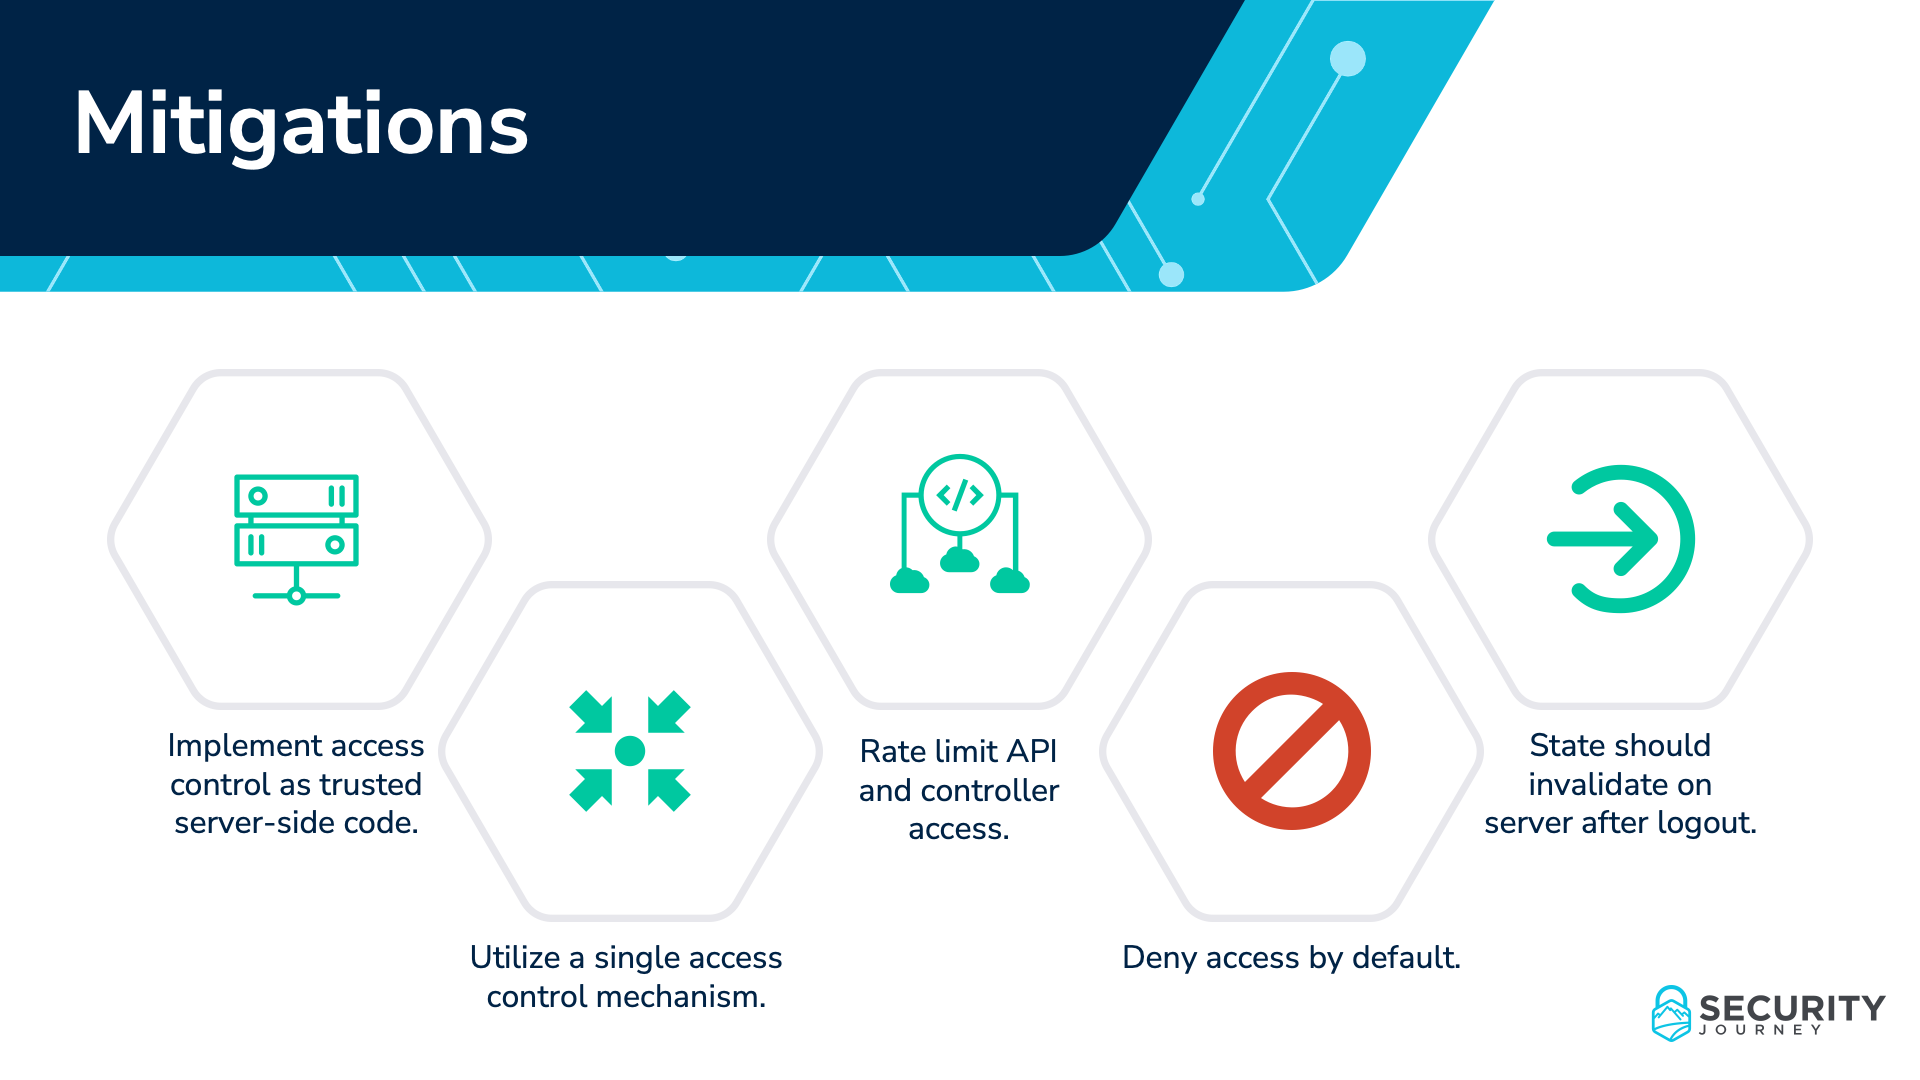 Mitigations
Implement access
control as trusted
server-side code.
Utilize a single access
control mechanism.
Rate limit API
and controller
access.
Deny access by default.
State should
invalidate on
server after logout.
SECURITY
JOURNEY